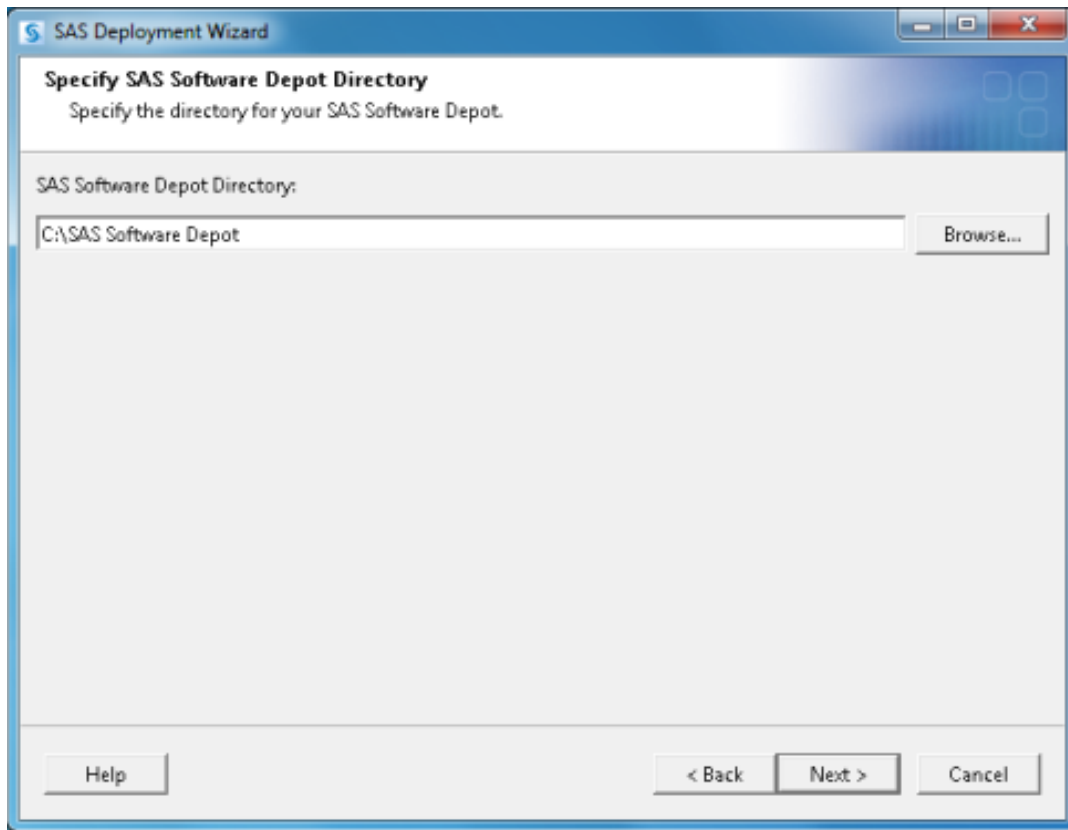 SAS Deployment Wizard
Specify SAS Software Depot Directory
Specify the directory for your SAS Software Depot.
SAS Software Depot Directory:
C:\SAS Software Depot
Browse...
Help
< Back
Next >
Cancel